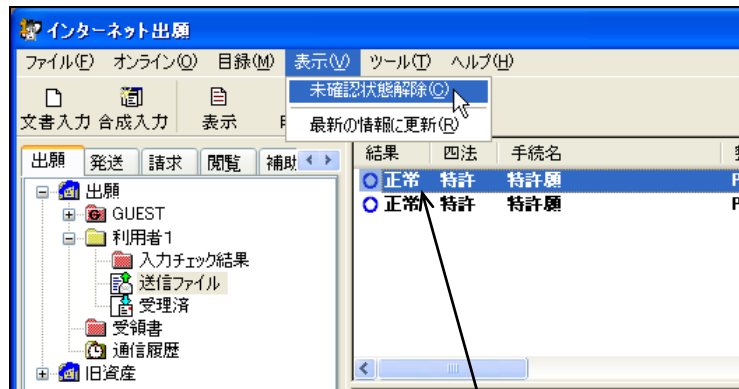 インターネット出願
ファイル(F) オンライン(O) 目録(M) 表示(V) ツール(T) ヘルプ(H)
未確認状態解除(C)
最新の情報に更新(R)
文書入力 合成入力 表示
出願 発送 請求 閲覧 補助
結果 四法 手続名
正常 特許 特許願
正常 特許 特許願
出願
GUEST
利用者1
入力チェック結果
送信ファイル
受理済
受領書
通信履歴
旧資産